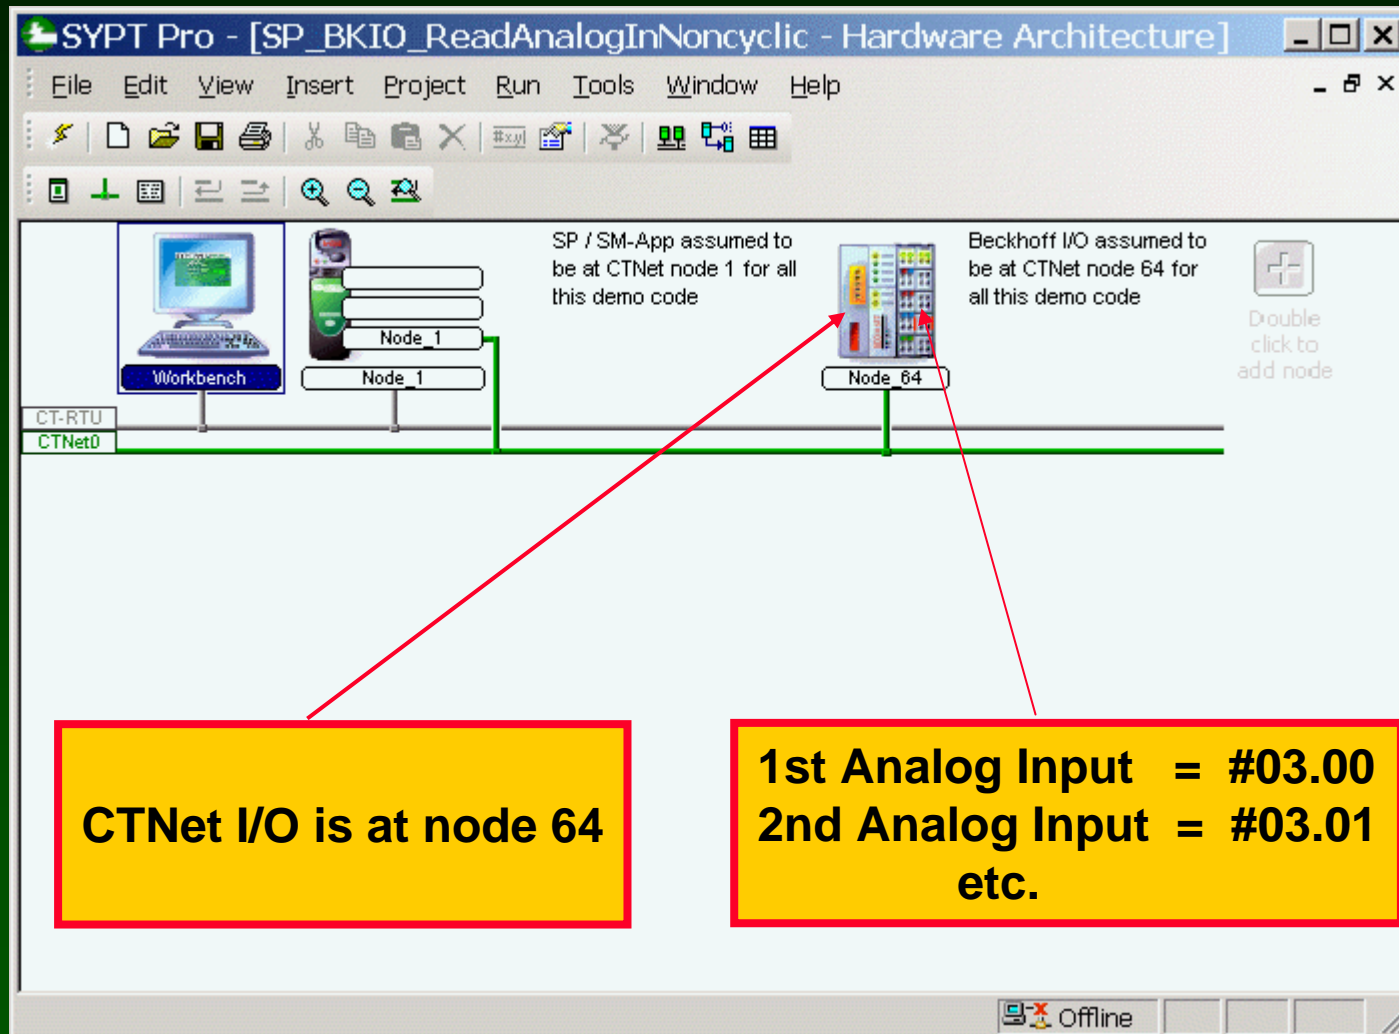 SYPT Pro - [SP_BKIO_ReadAnalogInNoncyclic - Hardware Architecture]
File Edit View Insert Project Run Tools Window Help
#xy
SP / SM-App assumed to
be at CTNet node 1 for all
this demo code
Beckhoff I/O assumed to
be at CTNet node 64 for
all this demo code
Double
click to
add node
Node_1
Workbench
Node_1
Node_64
CT-RTU
CTNet0
CTNet I/O is at node 64
1st Analog Input = #03.00
2nd Analog Input = #03.01
etc.
Offline